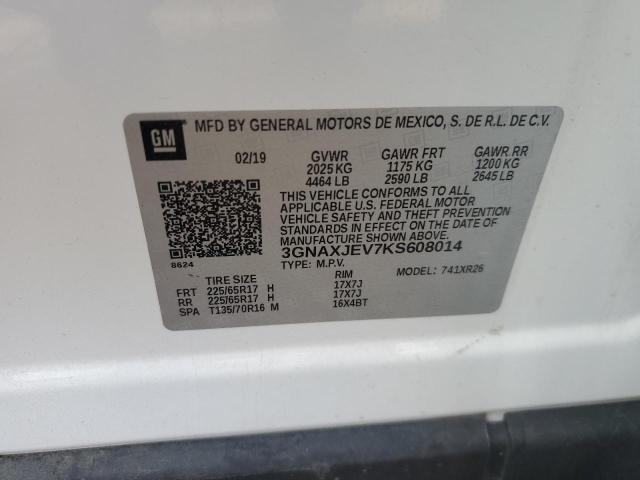 GM
MFD BY GENERAL MOTORS DE MEXICO, S. DE R.L. DE C.V.
02/19 GVWR GAWR FRT GAWR RR
2025 KG 1175 KG 1200 KG
4464 LB 2590 LB 2645 LB
THIS VEHICLE CONFORMS TO ALL
APPLICABLE U.S. FEDERAL MOTOR
VEHICLE SAFETY AND THEFT PREVENTION
STANDARDS IN EFFECT ON THE DATE OF
MANUFACTURE SHOWN ABOVE.
3GNAXJEV7KS608014
8624
TYPE: M.P.V. MODEL: 741XR26
TIRE SIZE RIM
FRT 225/65R17 H 17X7J
RR 225/65R17 H 17X7J
SPA T135/70R16 M 16X4BT